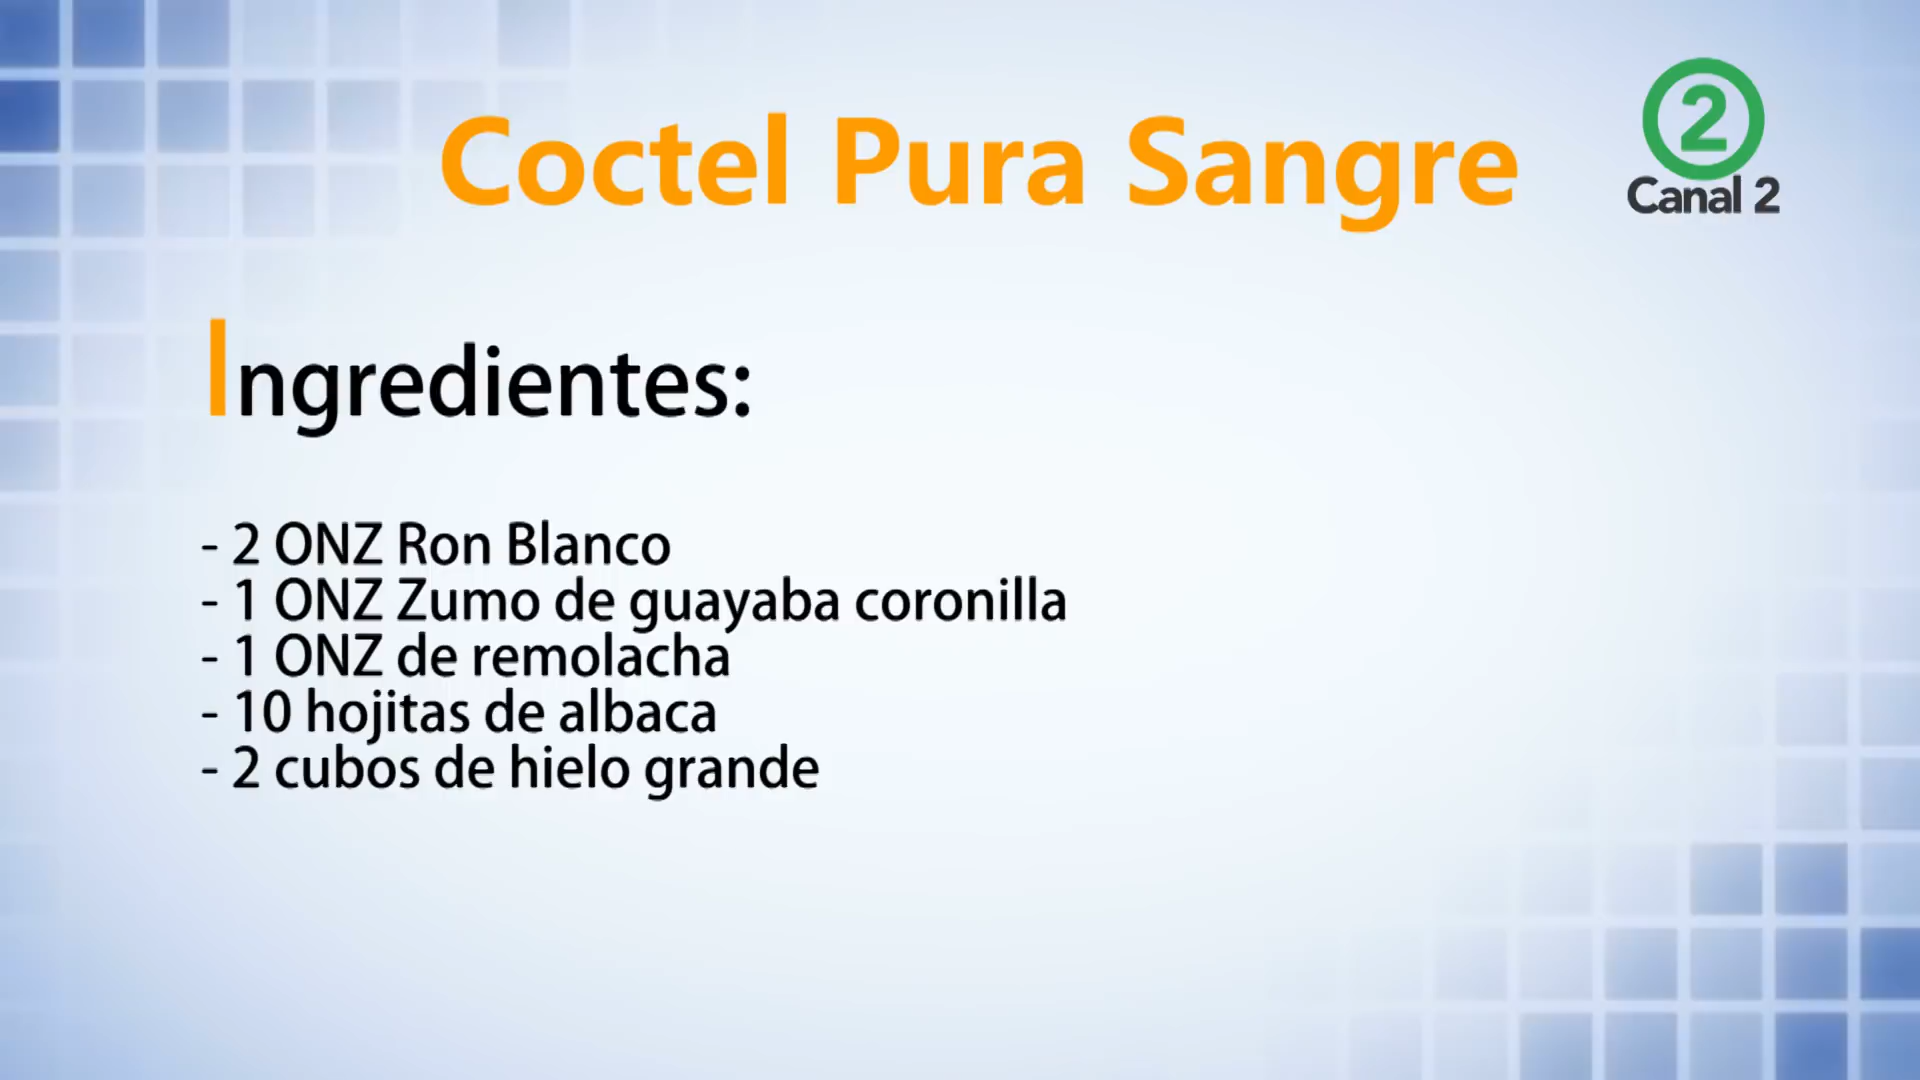 Coctel Pura Sangre
2
Canal 2
Ingredientes:
- 2 ONZ Ron Blanco
- 1 ONZ Zumo de guayaba coronilla
- 1 ONZ de remolacha
- 10 hojitas de albaca
- 2 cubos de hielo grande